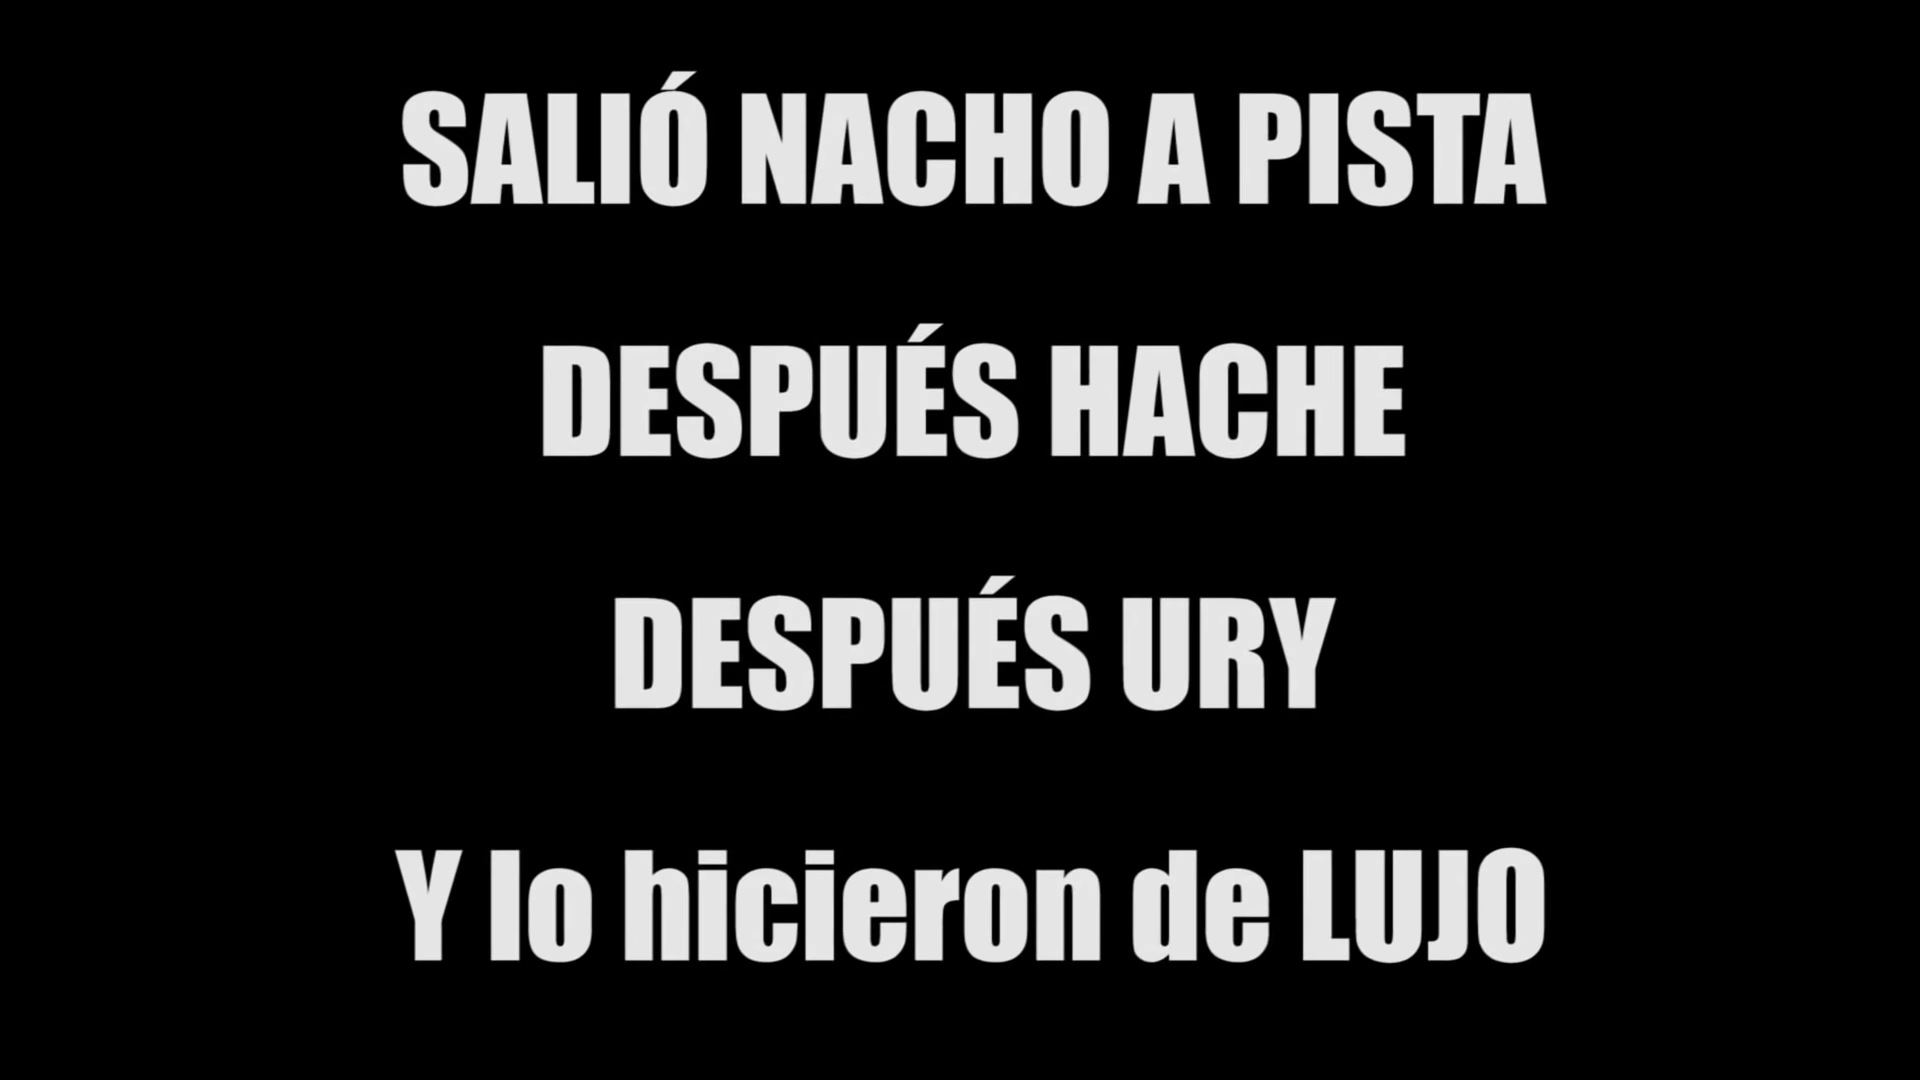 SALIÓ NACHO A PISTA
DESPUÉS HACHE
DESPUÉS URY
Y lo hicieron de LUJO